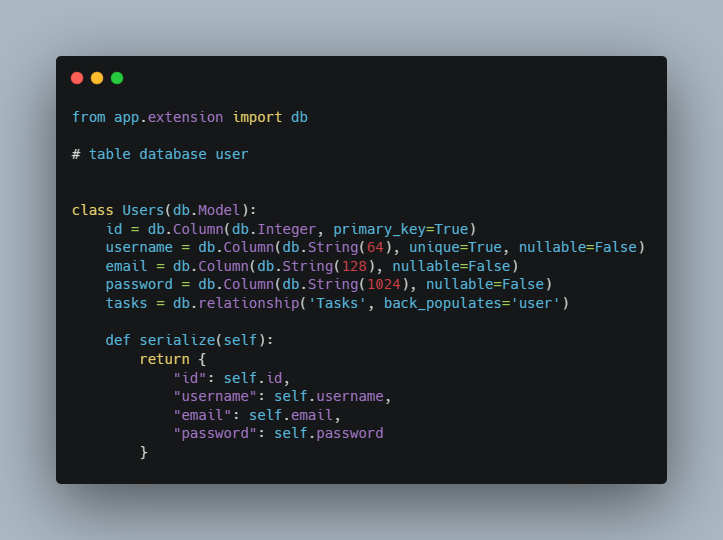 from app.extension import db
# table database user
class Users(db.Model):
    id = db.Column(db.Integer, primary_key=True)
    username = db.Column(db.String(64), unique=True, nullable=False)
    email = db.Column(db.String(128), nullable=False)
    password = db.Column(db.String(1024), nullable=False)
    tasks = db.relationship('Tasks', back_populates='user')
    def serialize(self):
        return {
            "id": self.id,
            "username": self.username,
            "email": self.email,
            "password": self.password
        }